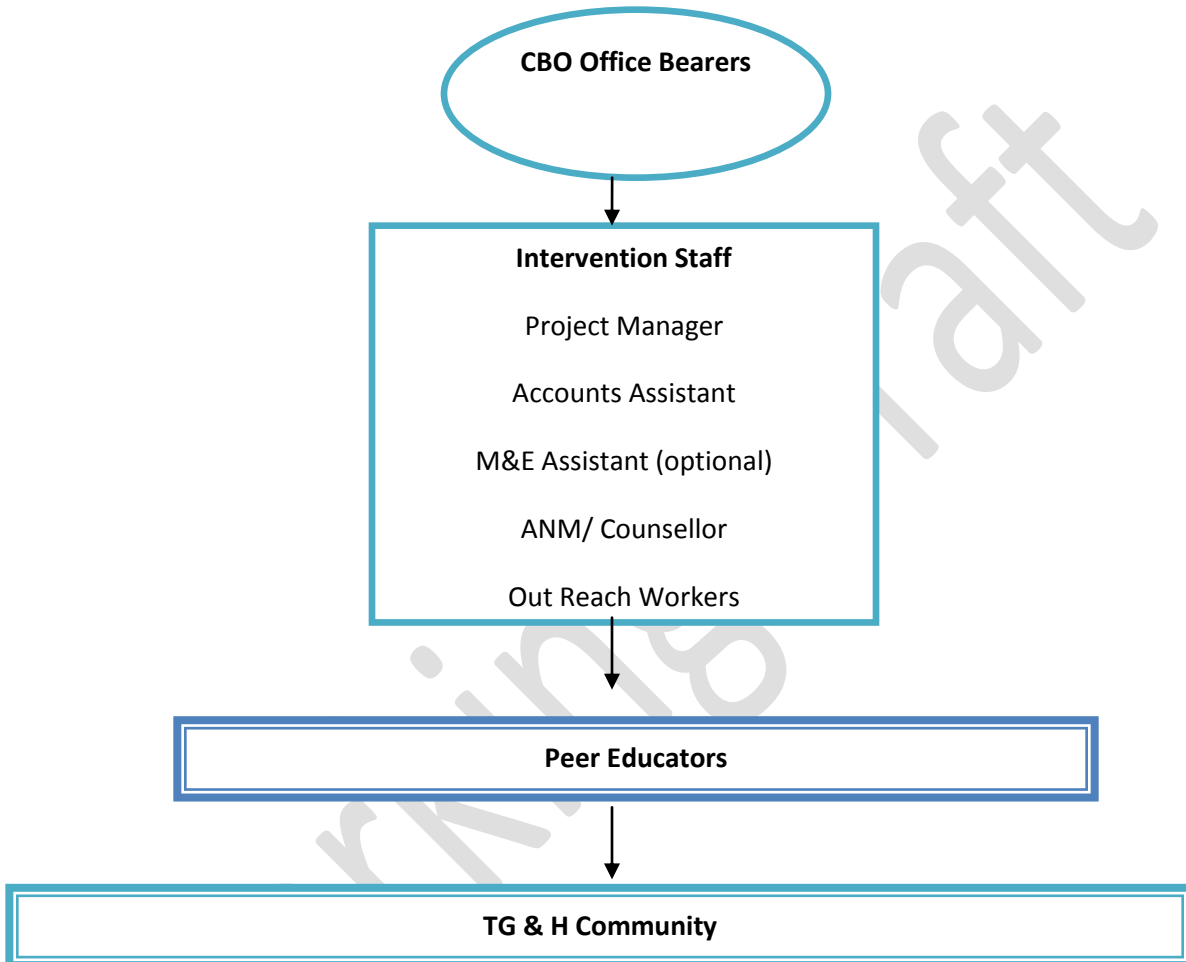 CBO Office Bearers
Intervention Staff
Project Manager
Accounts Assistant
M&E Assistant (optional)
ANM/ Counsellor
Out Reach Workers
Peer Educators
TG & H Community